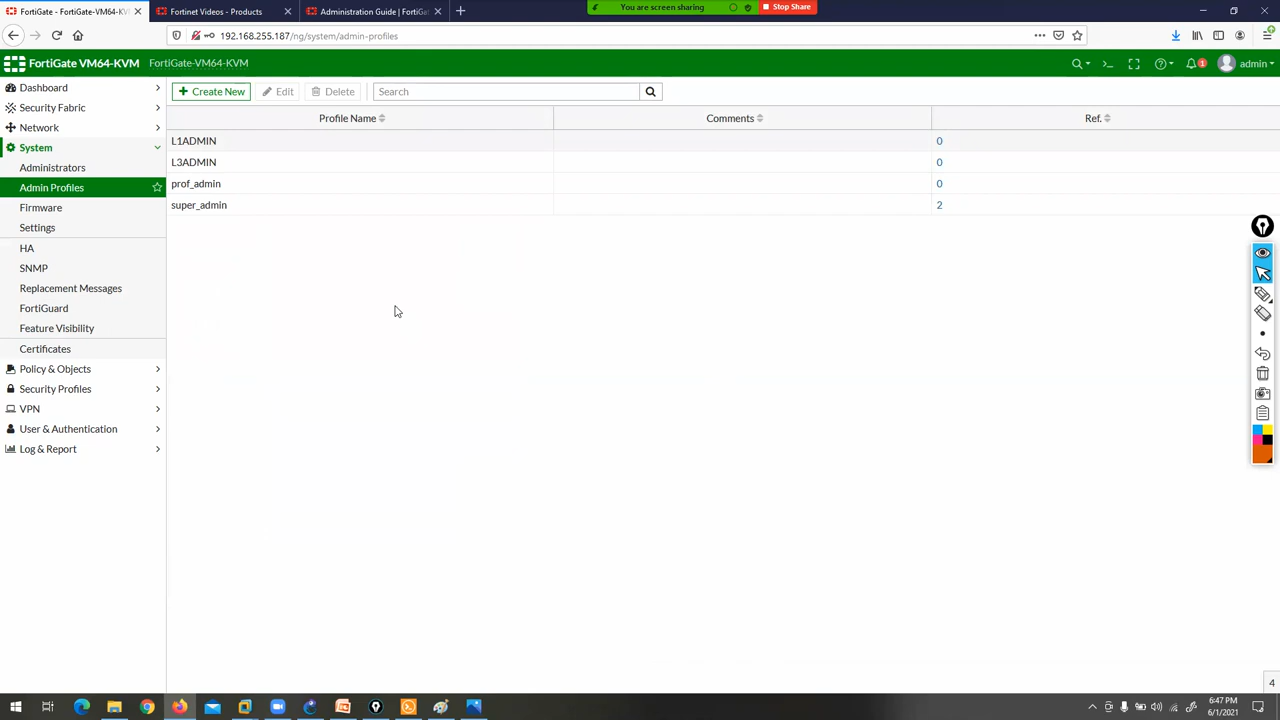 FortiGate - FortiGate-VM64-KV
Fortinet Videos - Products
Administration Guide | FortiGa
You are screen sharing
Stop Share
192.168.255.187/ng/system/admin-profiles
FortiGate VM64-KVM
FortiGate-VM64-KVM
1
admin
Dashboard
Security Fabric
Network
System
Administrators
Admin Profiles
Firmware
Settings
HA
SNMP
Replacement Messages
FortiGuard
Feature Visibility
Certificates
Policy & Objects
Security Profiles
VPN
User & Authentication
Log & Report
Create New
Edit
Delete
Search
Profile Name Comments Ref.
L1ADMIN 0
L3ADMIN 0
prof_admin 0
super_admin 2
4
6:47 PM
6/1/2021